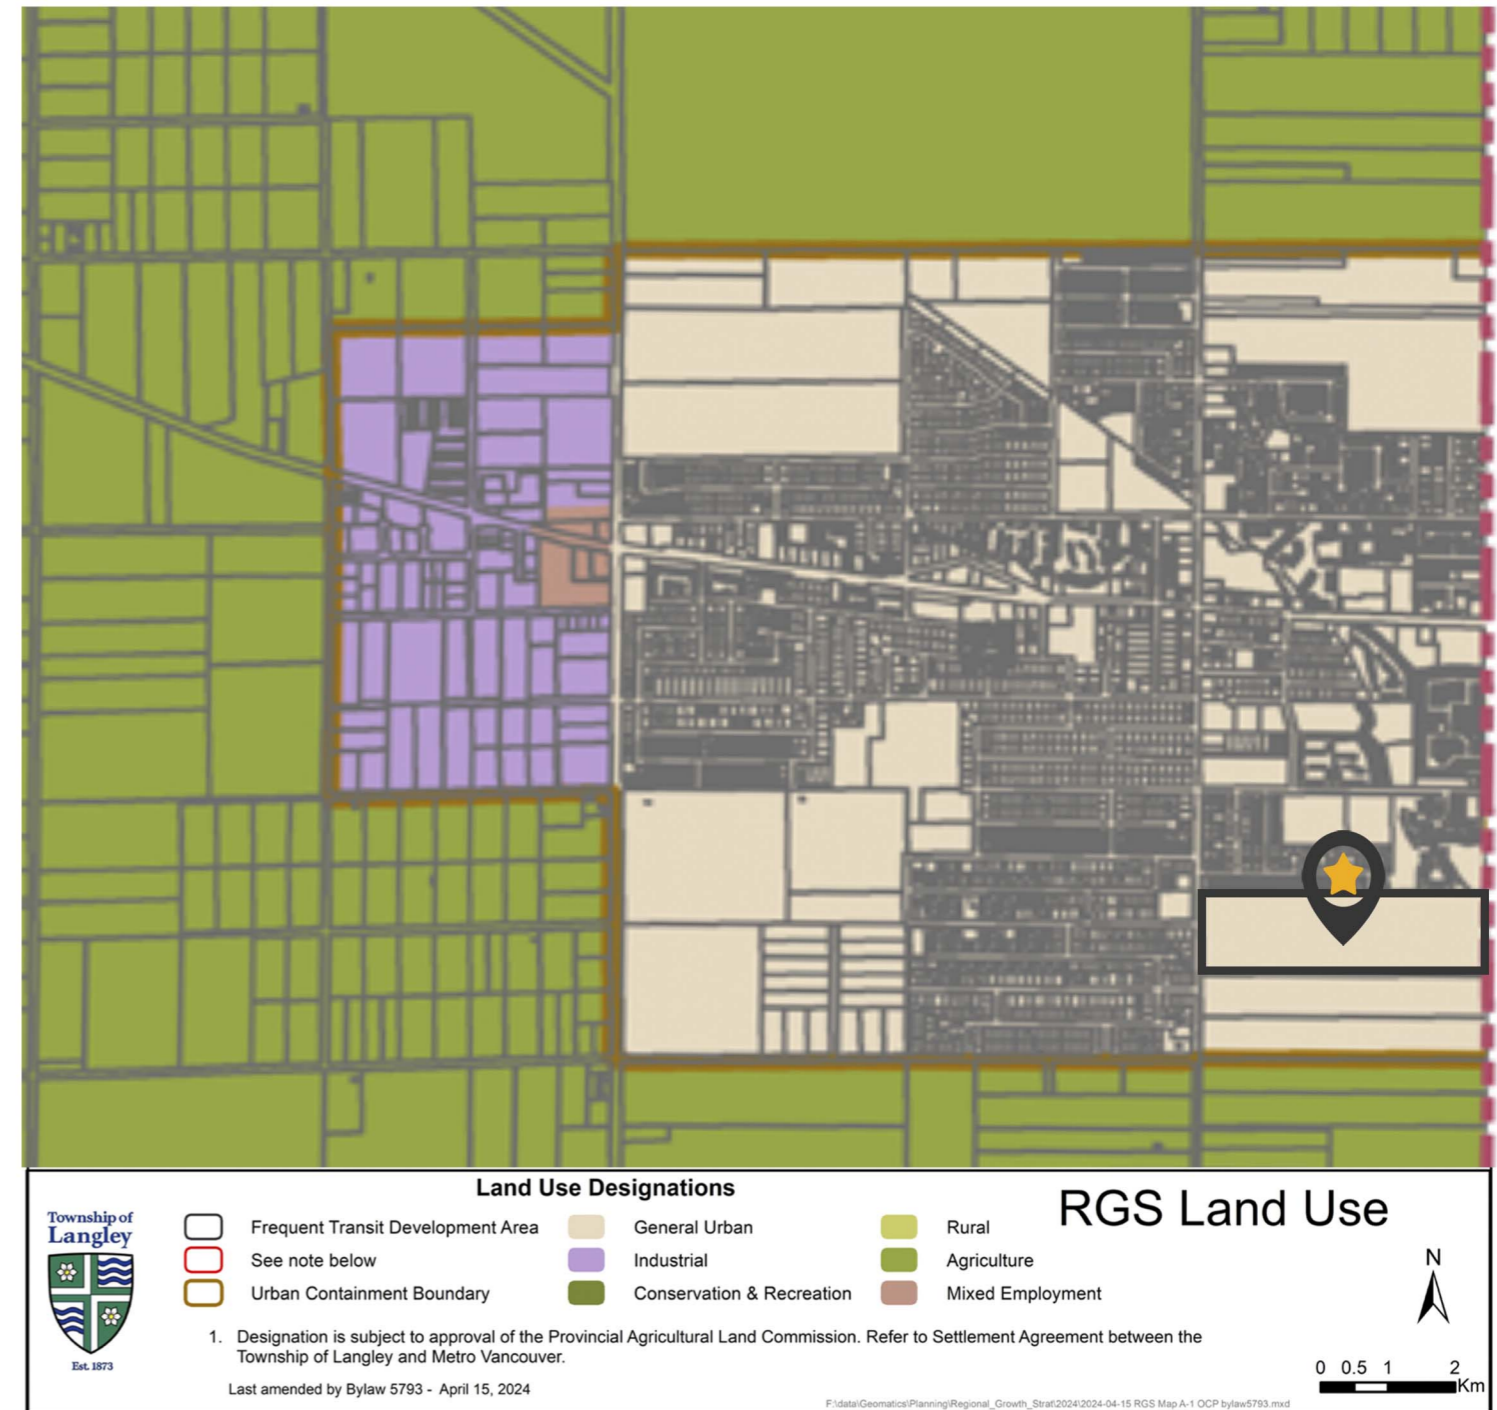 Land Use Designations
RGS Land Use
Township of
Langley
Est. 1873
Frequent Transit Development Area
See note below
Urban Containment Boundary
General Urban
Industrial
Conservation & Recreation
Rural
Agriculture
Mixed Employment
N
1. Designation is subject to approval of the Provincial Agricultural Land Commission. Refer to Settlement Agreement between the
Township of Langley and Metro Vancouver.
Last amended by Bylaw 5793 - April 15, 2024
0 0.5 1 2
Km
F:\data\Geomatics\Planning\Regional_Growth_Strat\2024\2024-04-15 RGS Map A-1 OCP bylaw5793.mxd